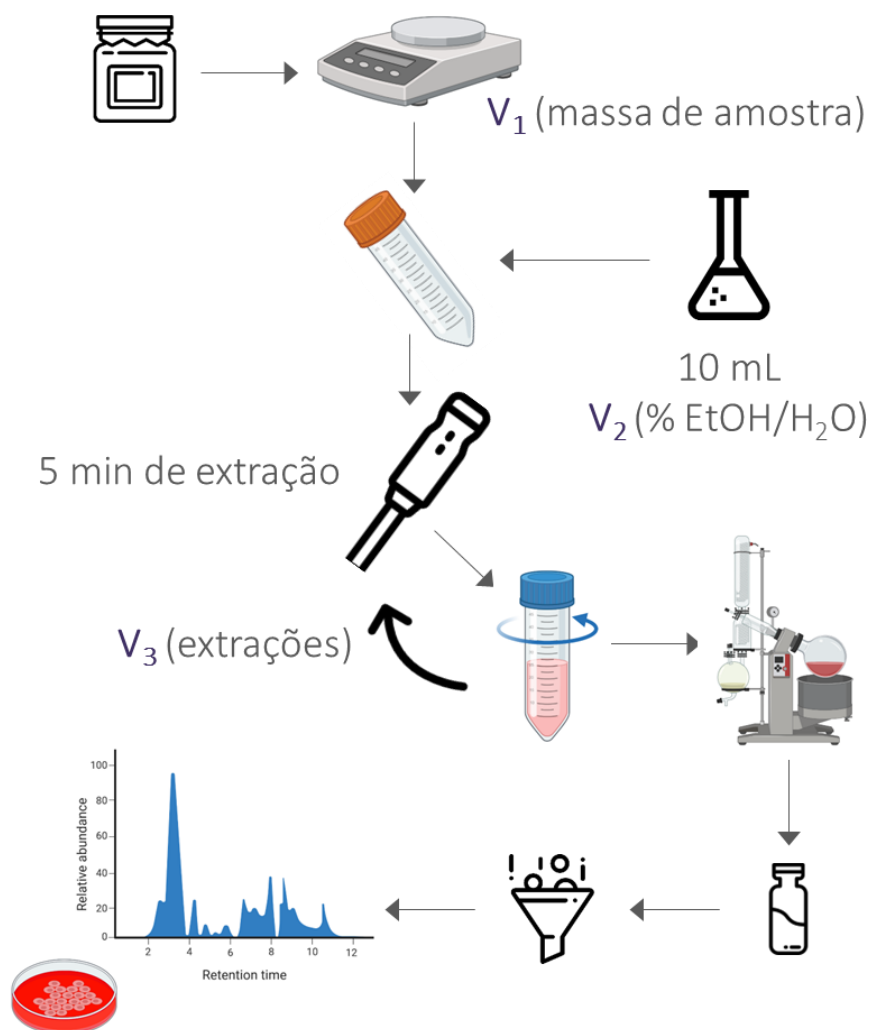 V₁ (massa de amostra)
10 mL
V₂ (% EtOH/H₂O)
5 min de extração
V₃ (extrações)
Relative abundance
100
80
60
40
20
0
2 4 6 8 10 12
Retention time